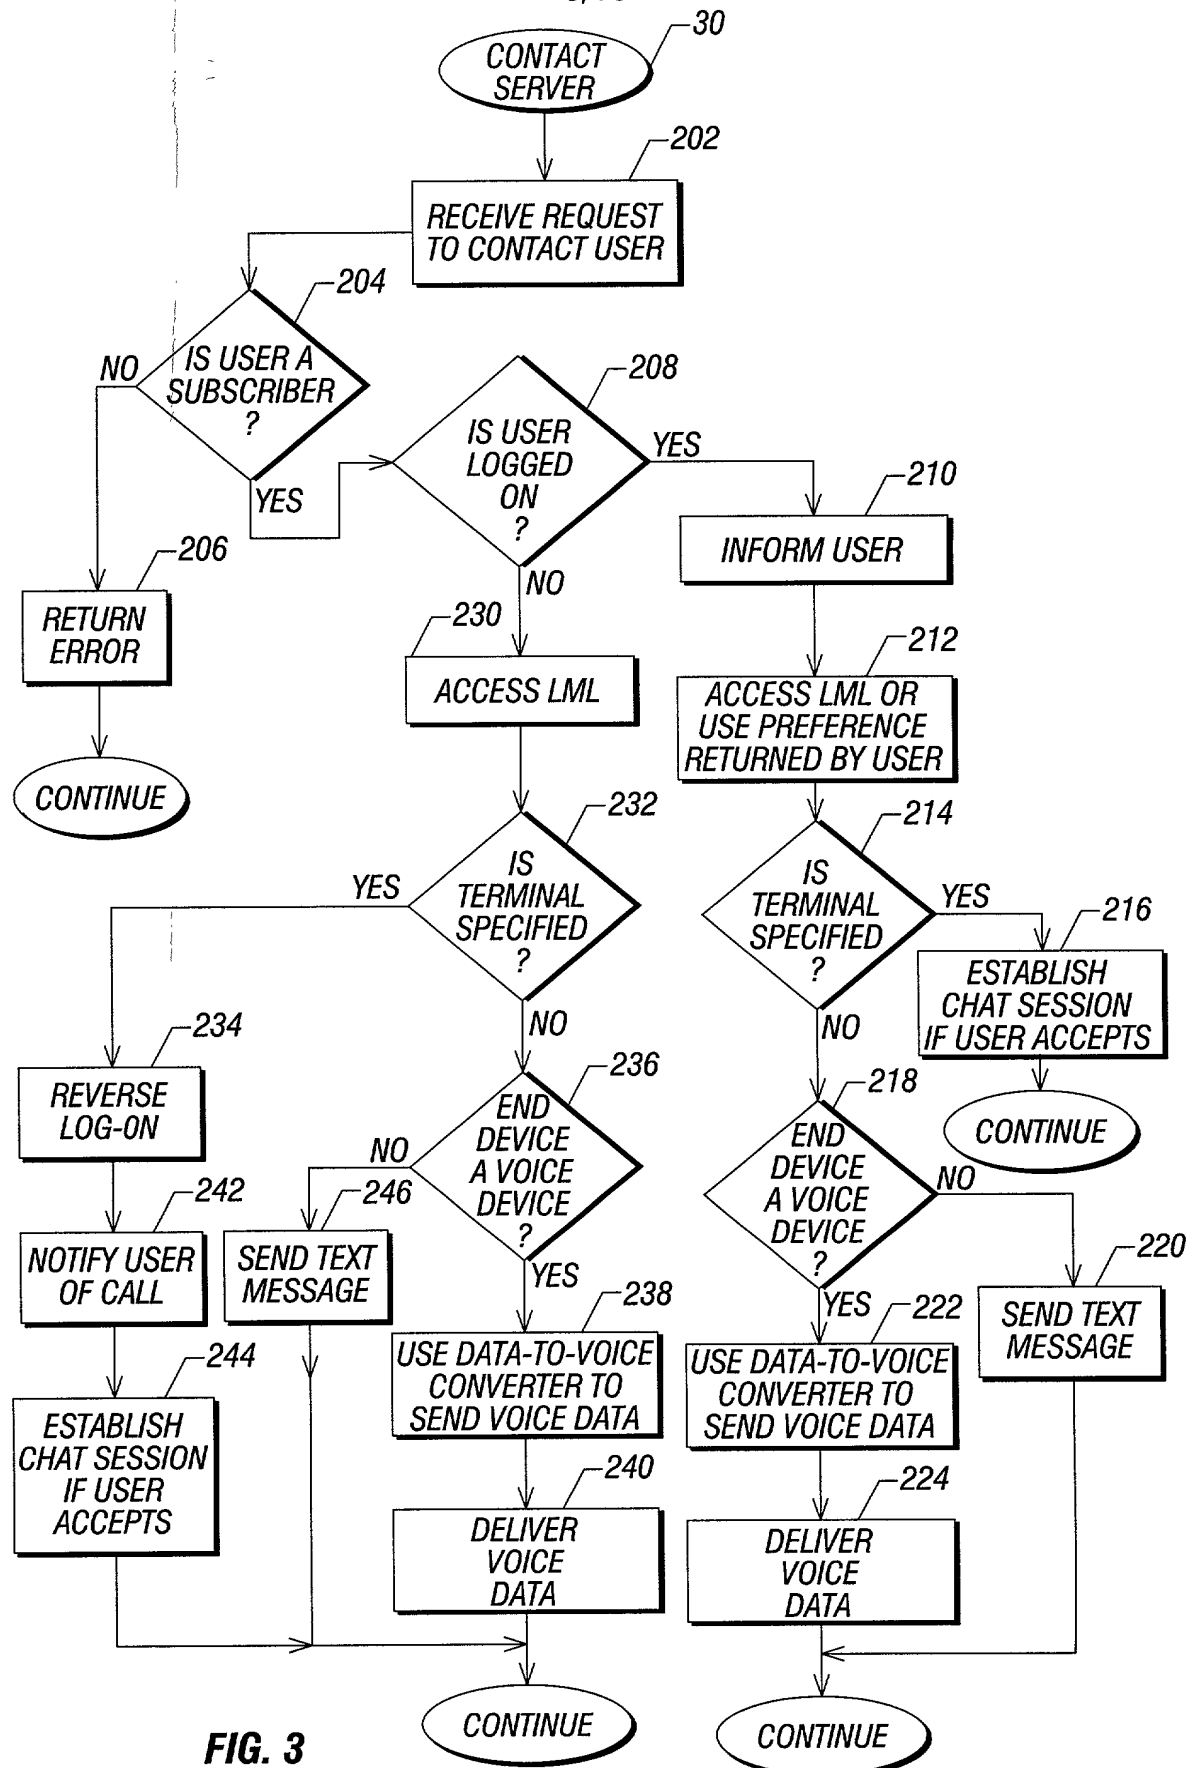 30
CONTACT
SERVER
202
RECEIVE REQUEST
TO CONTACT USER
204
IS USER A
SUBSCRIBER
?
NO
YES
208
IS USER
LOGGED
ON
?
YES
NO
206
RETURN
ERROR
CONTINUE
210
INFORM USER
230
ACCESS LML
212
ACCESS LML OR
USE PREFERENCE
RETURNED BY USER
232
IS
TERMINAL
SPECIFIED
?
YES
NO
214
IS
TERMINAL
SPECIFIED
?
YES
NO
216
ESTABLISH
CHAT SESSION
IF USER ACCEPTS
CONTINUE
234
REVERSE
LOG-ON
236
END
DEVICE
A VOICE
DEVICE
?
NO
YES
218
END
DEVICE
A VOICE
DEVICE
?
NO
YES
242
NOTIFY USER
OF CALL
246
SEND TEXT
MESSAGE
238
USE DATA-TO-VOICE
CONVERTER TO
SEND VOICE DATA
222
USE DATA-TO-VOICE
CONVERTER TO
SEND VOICE DATA
220
SEND TEXT
MESSAGE
244
ESTABLISH
CHAT SESSION
IF USER
ACCEPTS
240
DELIVER
VOICE
DATA
224
DELIVER
VOICE
DATA
CONTINUE
CONTINUE
FIG. 3